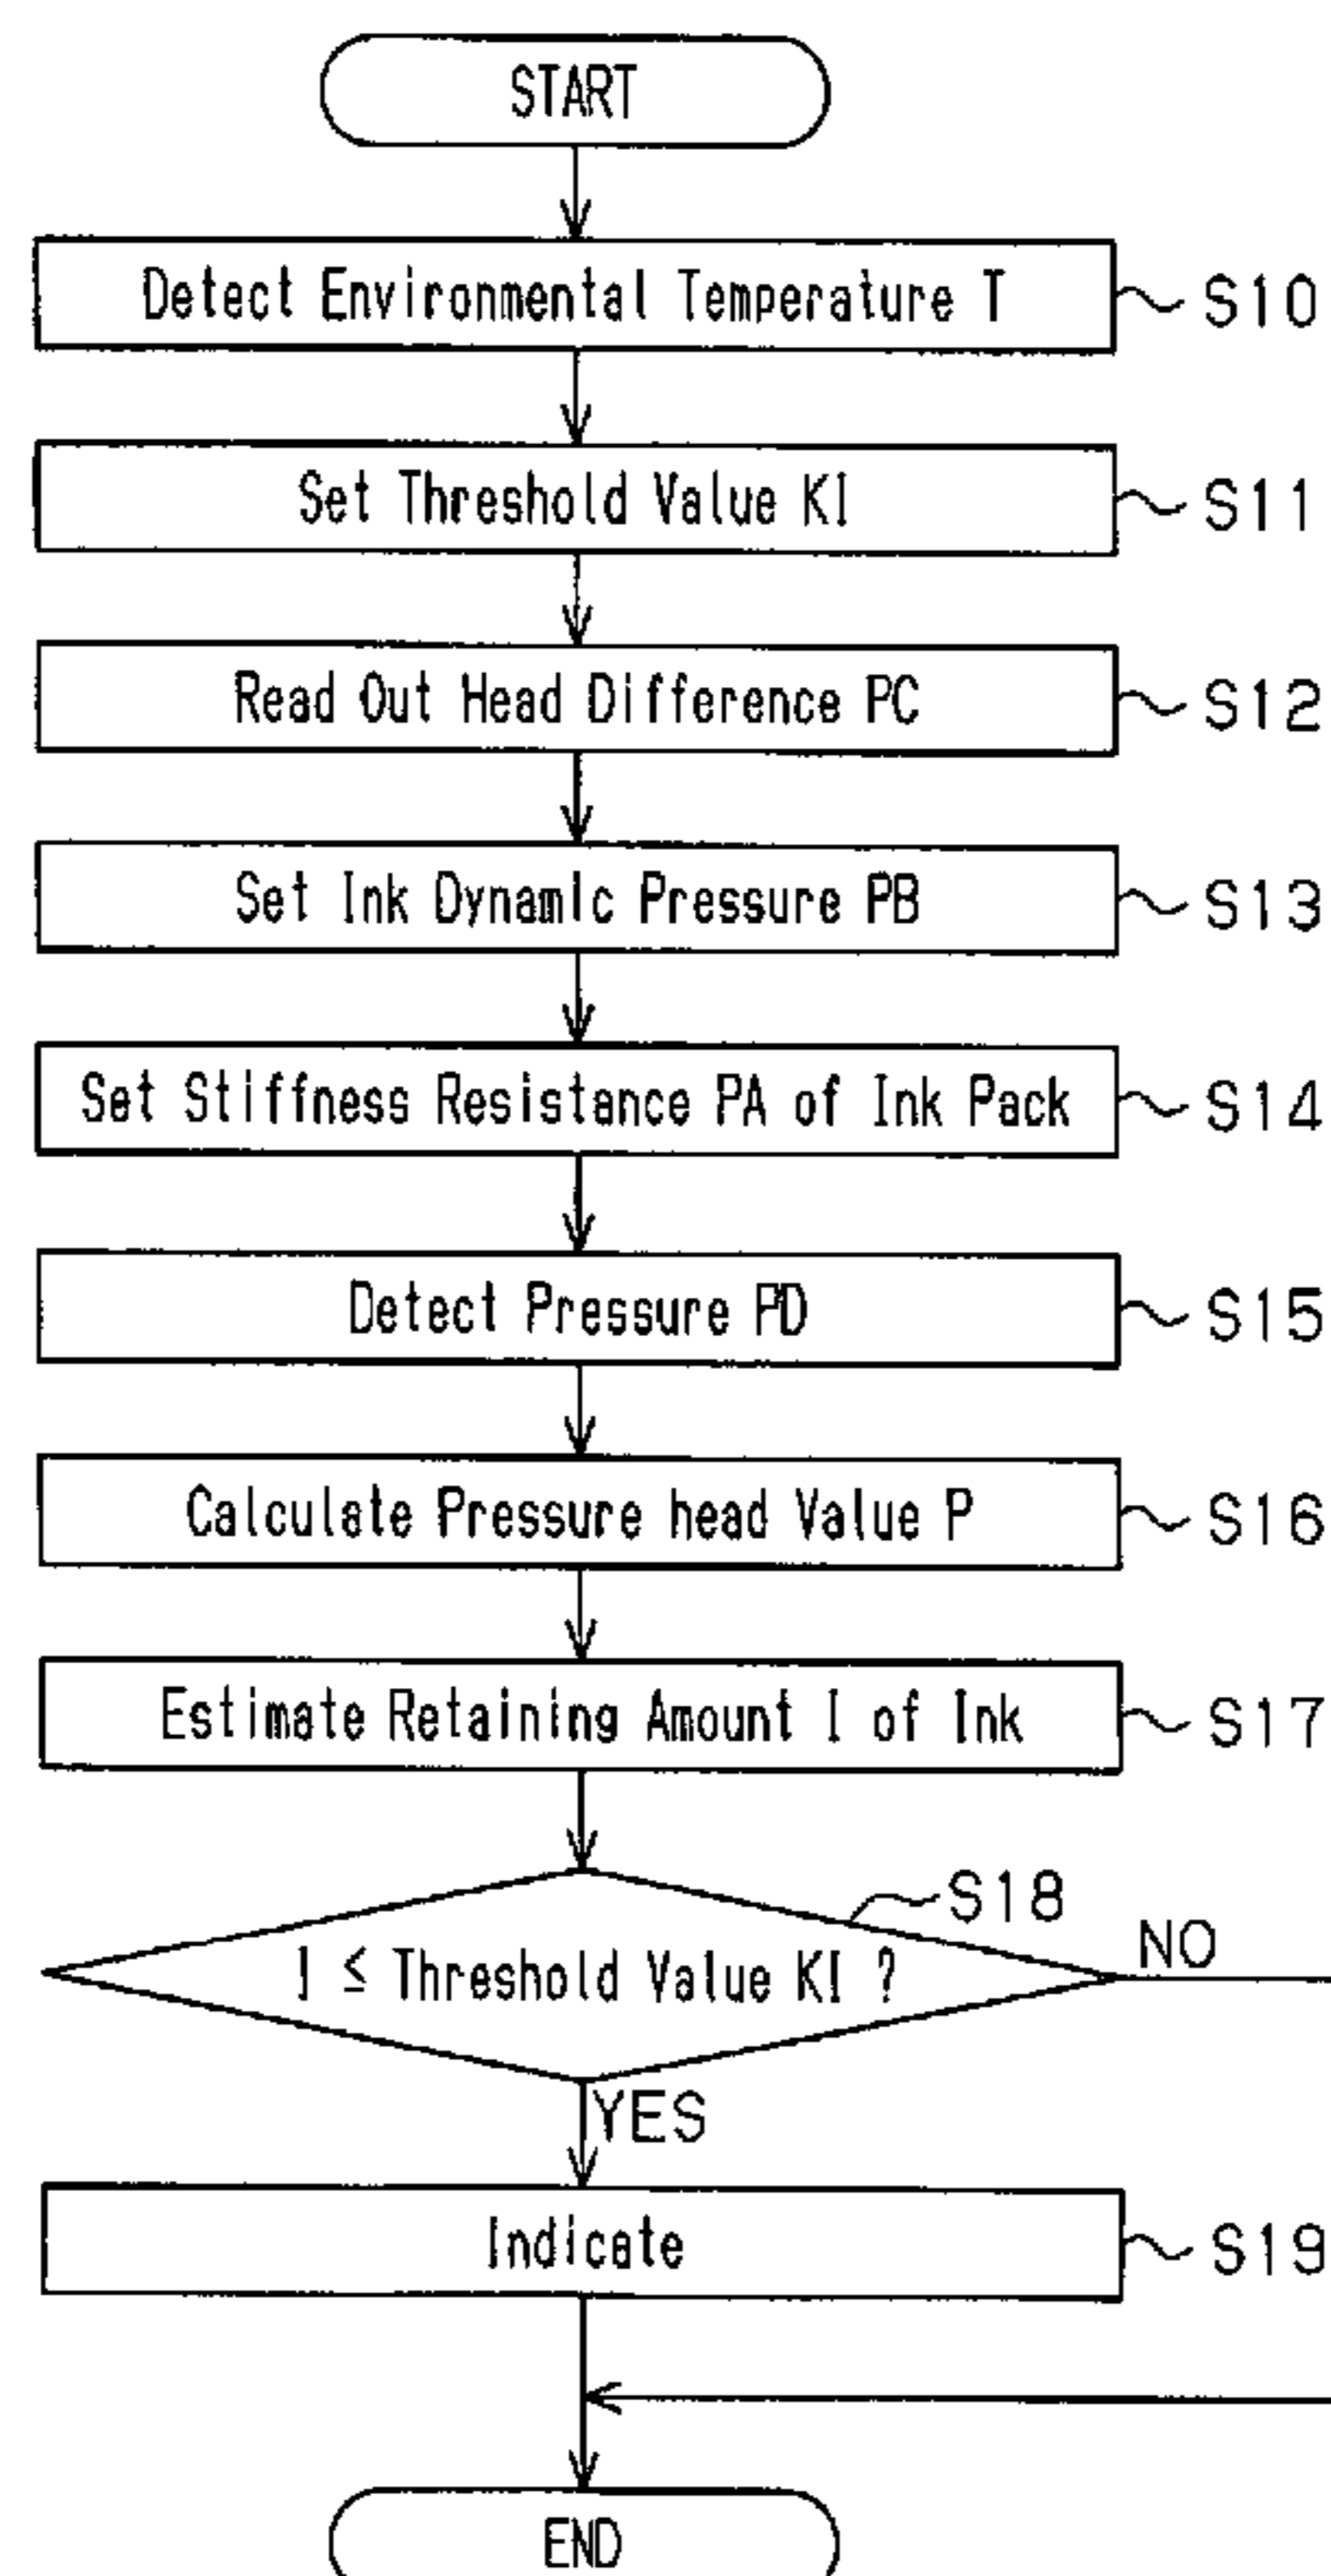 START
Detect Environmental Temperature T
S10
Set Threshold Value KI
S11
Read Out Head Difference PC
S12
Set Ink Dynamic Pressure PB
S13
Set Stiffness Resistance PA of Ink Pack
S14
Detect Pressure PD
S15
Calculate Pressure head Value P
S16
Estimate Retaining Amount I of Ink
S17
S18
I ≤ Threshold Value KI ?
NO
YES
Indicate
S19
END